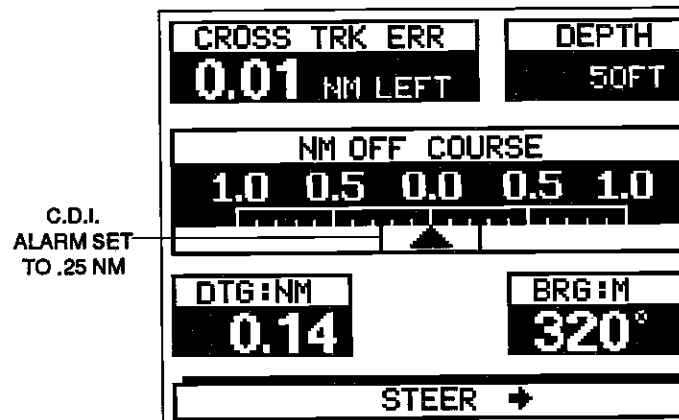 CROSS TRK ERR
0.01 NM LEFT
DEPTH
50FT
NM OFF COURSE
1.0 0.5 0.0 0.5 1.0
C.D.I.
ALARM SET
TO .25 NM
DTG:NM
0.14
BRG:M
320°
STEER →